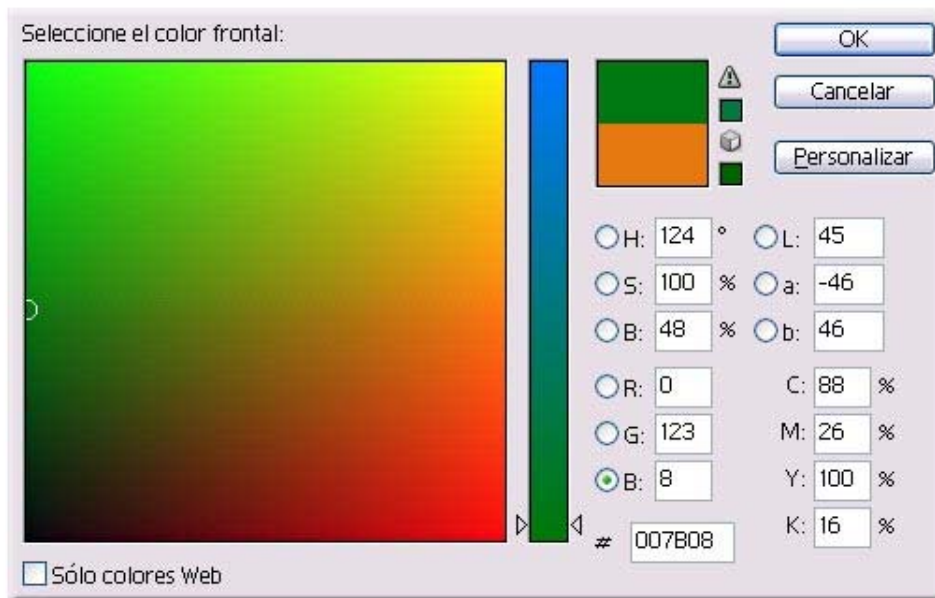 Seleccione el color frontal:
OK
Cancelar
Personalizar
H: 124 ° L: 45
S: 100 % a: -46
B: 48 % b: 46
R: 0 C: 88 %
G: 123 M: 26 %
B: 8 Y: 100 %
# 007B08 K: 16 %
Sólo colores Web